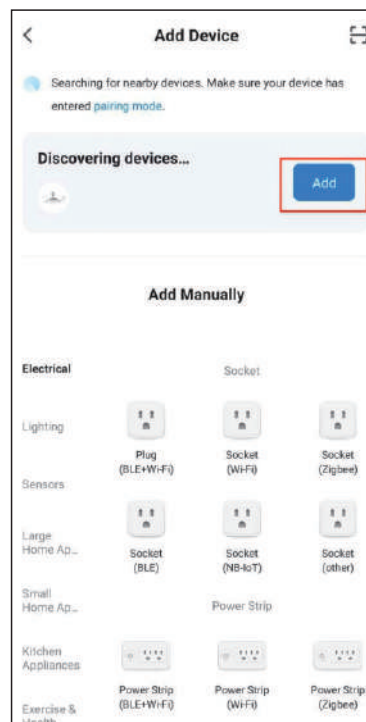 Add Device
Searching for nearby devices. Make sure your device has
entered pairing mode.
Discovering devices...
Add
Add Manually
Electrical
Socket
Lighting
Plug
(BLE+Wi-Fi)
Socket
(Wi-Fi)
Socket
(Zigbee)
Sensors
Large
Home Ap...
Socket
(BLE)
Socket
(NB-IoT)
Socket
(other)
Small
Home Ap...
Power Strip
Kitchen
Appliances
Power Strip
(BLE+Wi-Fi)
Power Strip
(Wi-Fi)
Power Strip
(Zigbee)
Exercise &
Health